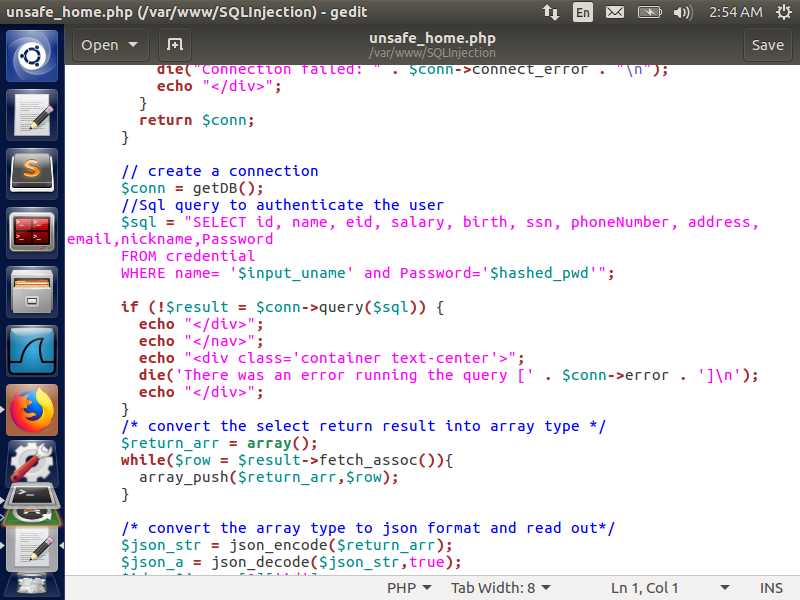 unsafe_home.php (/var/www/SQLInjection) - gedit
En
2:54 AM
Open
unsafe_home.php
/var/www/SQLInjection
Save
die("Connection failed: " . $conn->connect_error . "\n");
echo "</div>";
}
return $conn;
}
// create a connection
$conn = getDB();
//Sql query to authenticate the user
$sql = "SELECT id, name, eid, salary, birth, ssn, phoneNumber, address,
email,nickname,Password
FROM credential
WHERE name= '$input_uname' and Password='$hashed_pwd'";
if (!$result = $conn->query($sql)) {
echo "</div>";
echo "</nav>";
echo "<div class='container text-center'>";
die('There was an error running the query [' . $conn->error . ']\n');
echo "</div>";
}
/* convert the select return result into array type */
$return_arr = array();
while($row = $result->fetch_assoc()){
array_push($return_arr,$row);
}
/* convert the array type to json format and read out*/
$json_str = json_encode($return_arr);
$json_a = json_decode($json_str,true);
PHP
Tab Width: 8
Ln 1, Col 1
INS